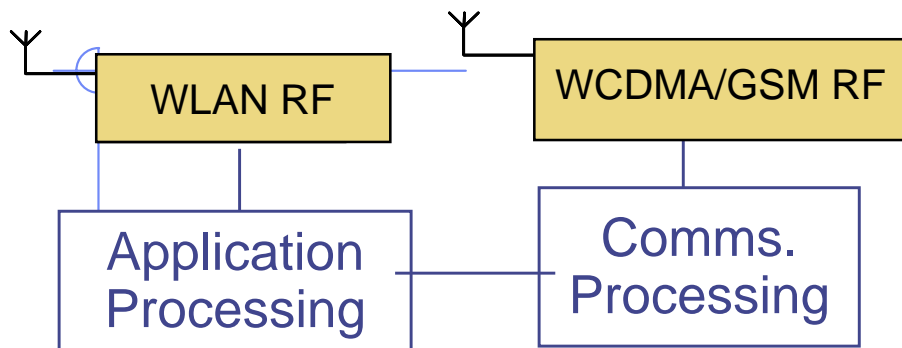 WLAN RF
WCDMA/GSM RF
Application
Processing
Comms.
Processing